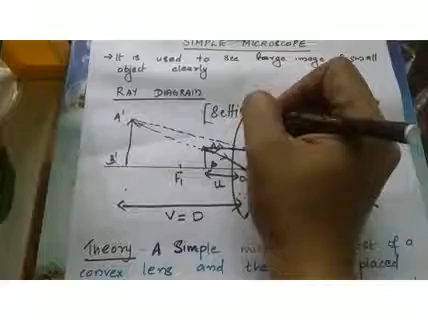 SIMPLE MICROSCOPE
→ It is used to see large image of small
object clearly
RAY DIAGRAM
A'
A
B'
F₁
B
u
V = D
Theory - A Simple
convex lens and the placed